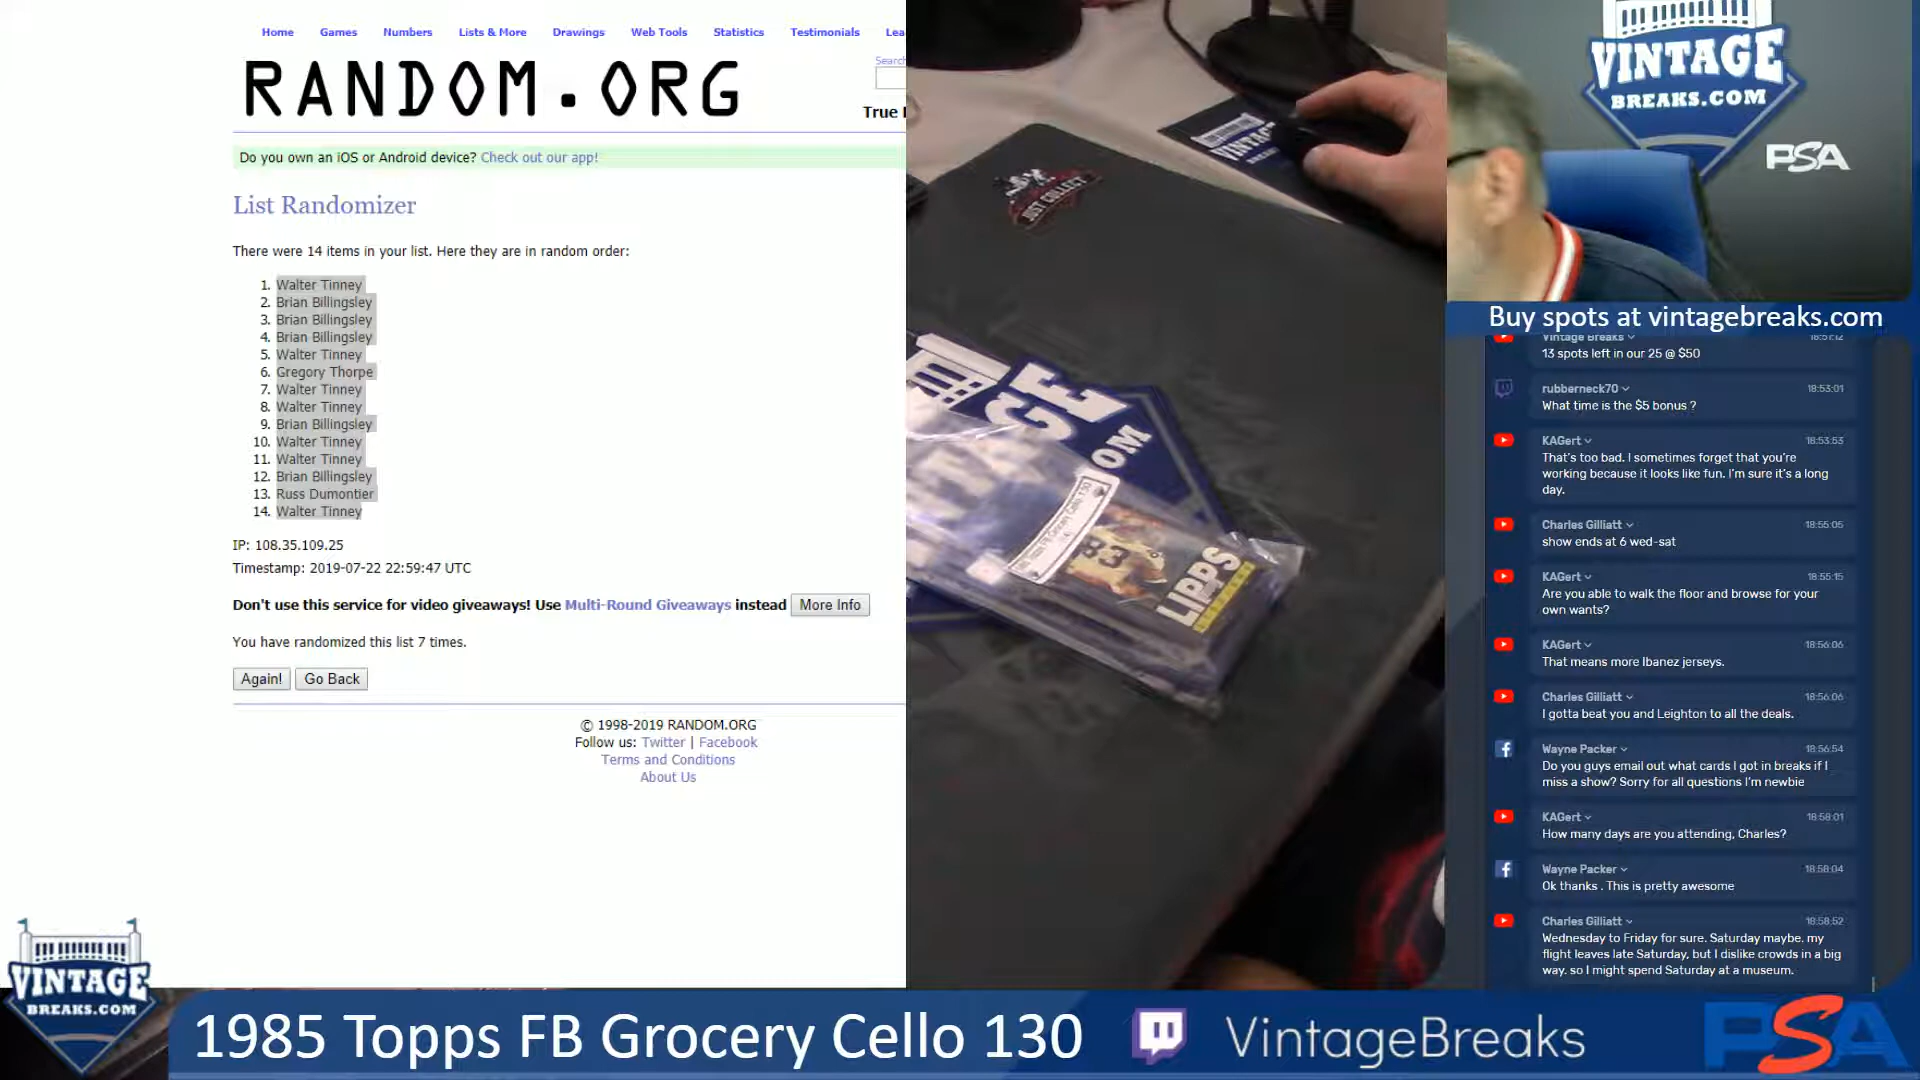 Home Games Numbers Lists & More Drawings Web Tools Statistics Testimonials Lea
Search
RANDOM.ORG
True
Do you own an iOS or Android device? Check out our app!
List Randomizer
There were 14 items in your list. Here they are in random order:
1. Walter Tinney
2. Brian Billingsley
3. Brian Billingsley
4. Brian Billingsley
5. Walter Tinney
6. Gregory Thorpe
7. Walter Tinney
8. Walter Tinney
9. Brian Billingsley
10. Walter Tinney
11. Walter Tinney
12. Brian Billingsley
13. Russ Dumontier
14. Walter Tinney
IP: 108.35.109.25
Timestamp: 2019-07-22 22:59:47 UTC
Don't use this service for video giveaways! Use Multi-Round Giveaways instead More Info
You have randomized this list 7 times.
Again! Go Back
© 1998-2019 RANDOM.ORG
Follow us: Twitter | Facebook
Terms and Conditions
About Us
JUST COLLECT
VINTAGE
GE
OM
83
LIPPS
VINTAGE
BREAKS.COM
PSA
Buy spots at vintagebreaks.com
Vintage Breaks 18:51:12
13 spots left in our 25 @ $50
rubberneck70 18:53:01
What time is the $5 bonus ?
KAGert 18:53:53
That's too bad. I sometimes forget that you're
working because it looks like fun. I'm sure it's a long
day.
Charles Gilliatt 18:55:05
show ends at 6 wed-sat
KAGert 18:55:15
Are you able to walk the floor and browse for your
own wants?
KAGert 18:56:06
That means more Ibanez jerseys.
Charles Gilliatt 18:56:06
I gotta beat you and Leighton to all the deals.
Wayne Packer 18:56:54
Do you guys email out what cards I got in breaks if I
miss a show? Sorry for all questions I'm newbie
KAGert 18:58:01
How many days are you attending, Charles?
Wayne Packer 18:58:04
Ok thanks . This is pretty awesome
Charles Gilliatt 18:58:52
Wednesday to Friday for sure. Saturday maybe. my
flight leaves late Saturday, but I dislike crowds in a big
way. so I might spend Saturday at a museum.
VINTAGE
BREAKS.COM
1985 Topps FB Grocery Cello 130
VintageBreaks
PSA